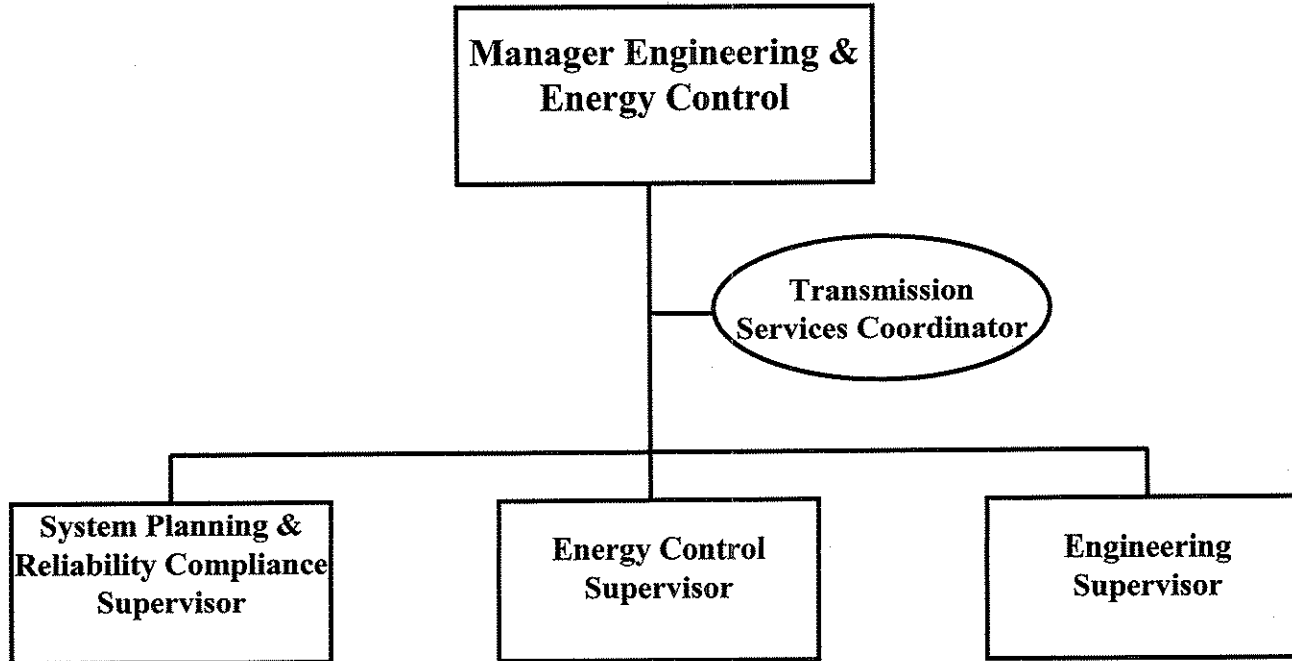 Manager Engineering &
Energy Control
Transmission
Services Coordinator
System Planning &
Reliability Compliance
Supervisor
Energy Control
Supervisor
Engineering
Supervisor